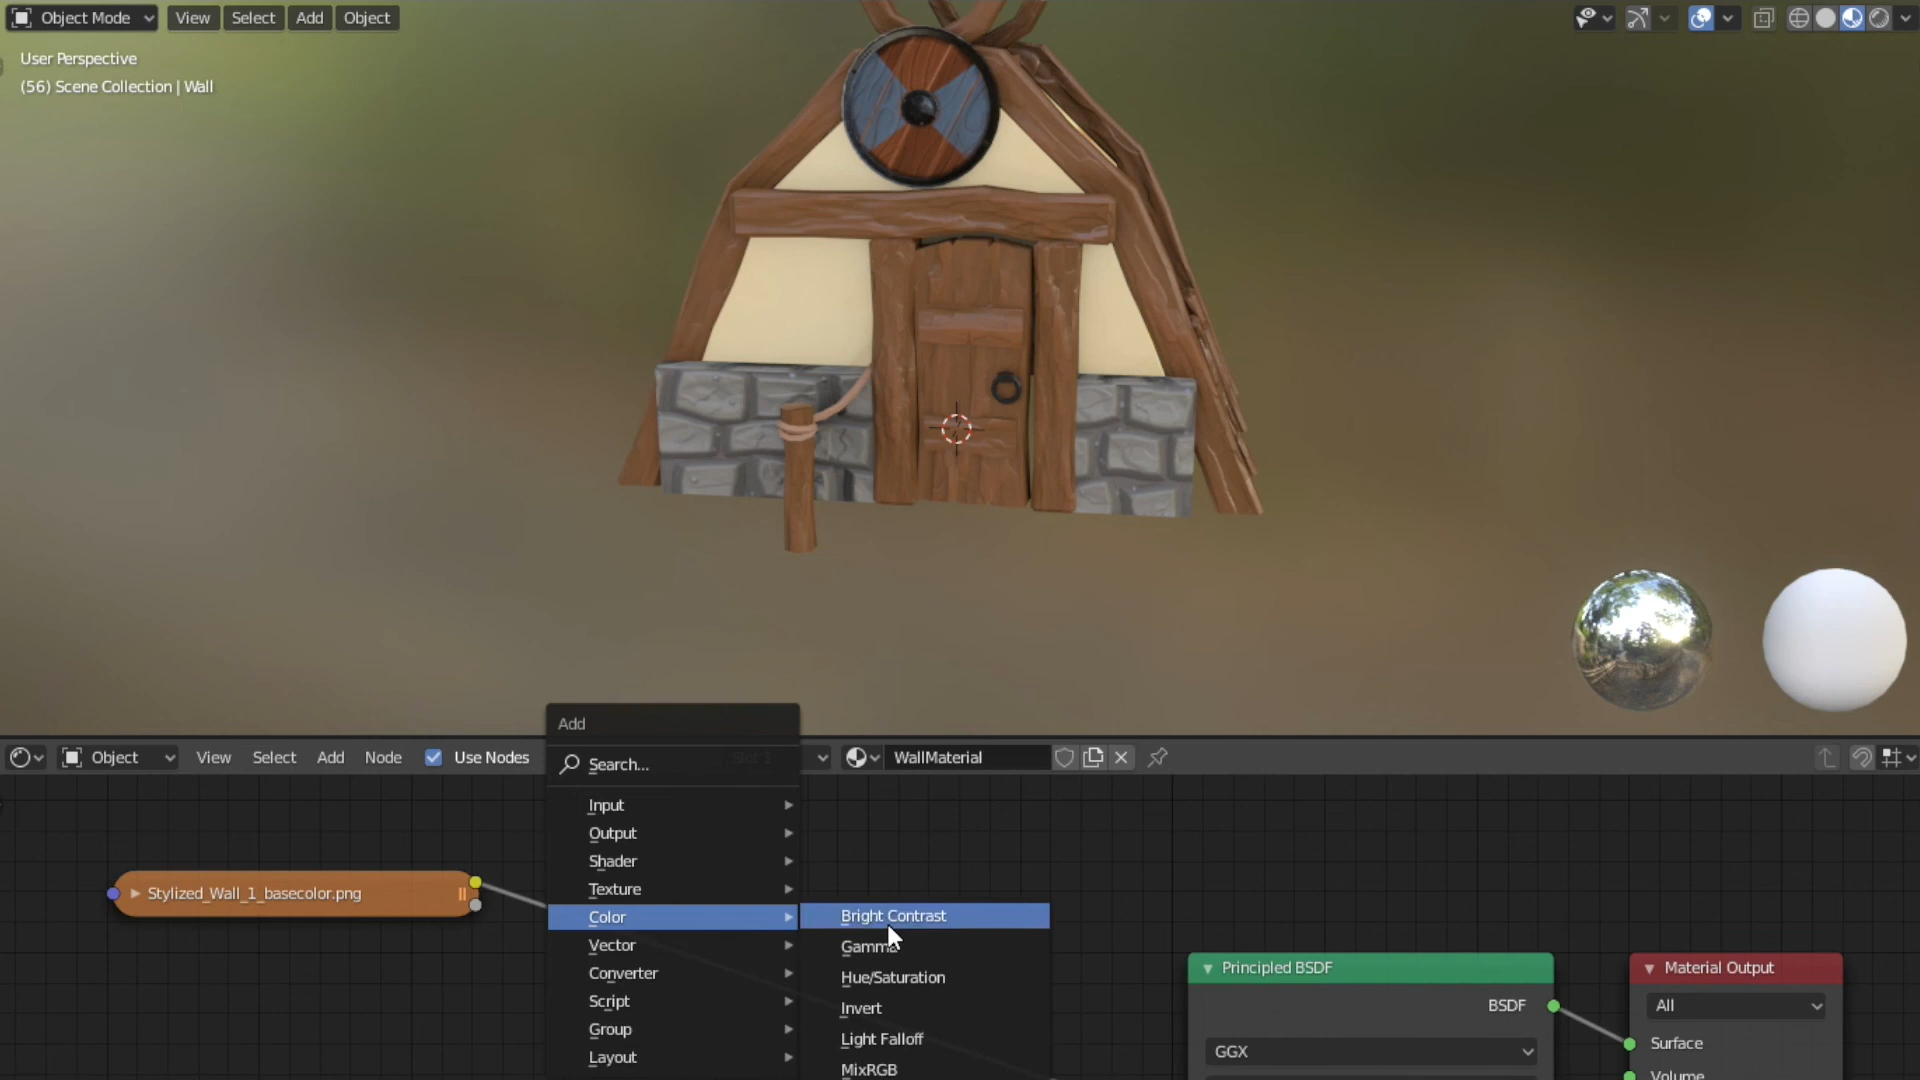 Object Mode View Select Add Object
User Perspective
(56) Scene Collection | Wall
Add
Object View Select Add Node Use Nodes Slot 1 WallMaterial
Search...
Input
Output
Shader
Texture
Color
Vector
Converter
Script
Group
Layout
Bright Contrast
Gamma
Hue/Saturation
Invert
Light Falloff
MixRGB
Stylized_Wall_1_basecolor.png
Principled BSDF
BSDF
GGX
Material Output
All
Surface
Volume